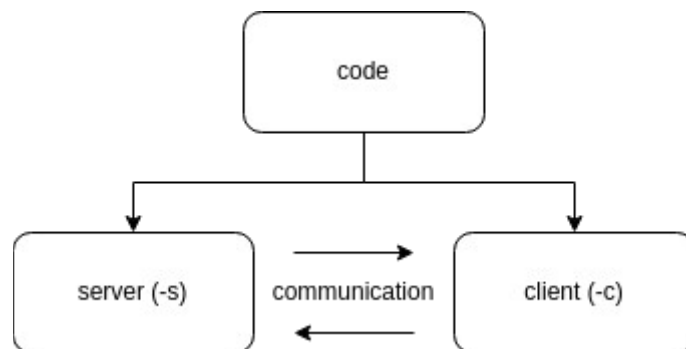 code
server (-s)
communication
client (-c)